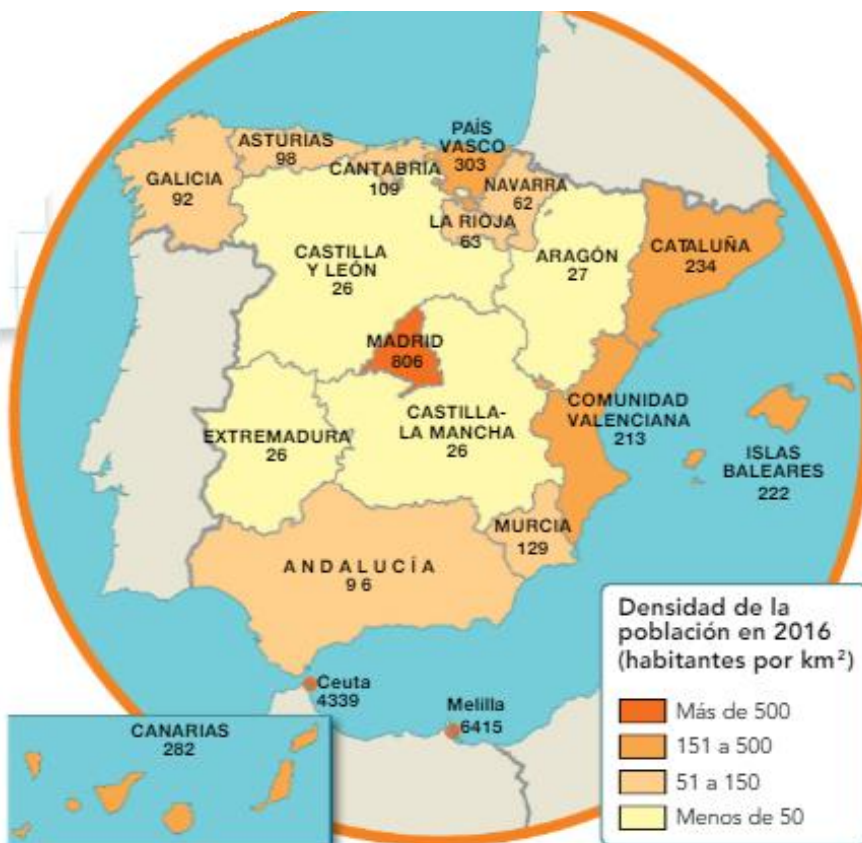 ASTURIAS
98
PAÍS
VASCO
303
CANTABRIA
109
GALICIA
92
NAVARRA
62
LA RIOJA
63
CASTILLA
Y LEÓN
26
ARAGÓN
27
CATALUÑA
234
MADRID
806
COMUNIDAD
VALENCIANA
213
CASTILLA-
LA MANCHA
26
EXTREMADURA
26
ISLAS
BALEARES
222
MURCIA
129
ANDALUCÍA
96
Ceuta
4339
Melilla
6415
CANARIAS
282
Densidad de la
población en 2016
(habitantes por km²)
Más de 500
151 a 500
51 a 150
Menos de 50